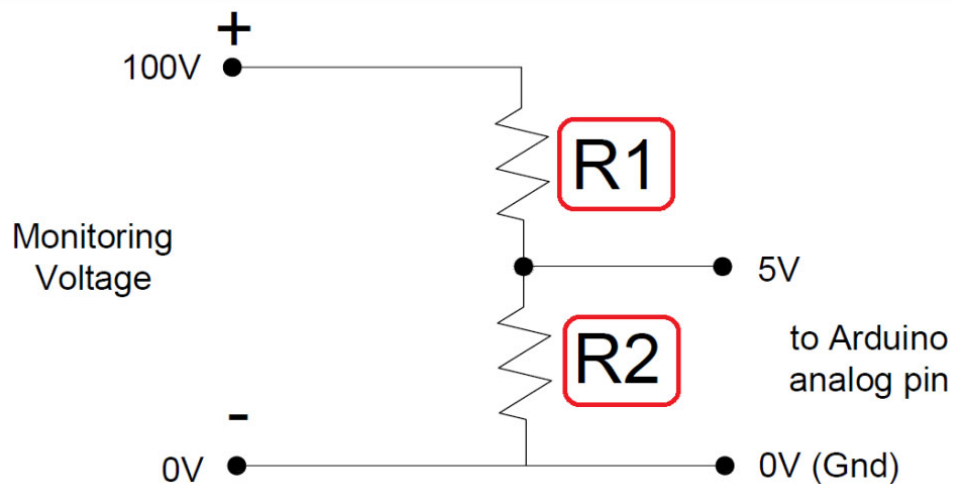 +
100V
R1
Monitoring
Voltage
5V
R2
to Arduino
analog pin
-
0V
0V (Gnd)